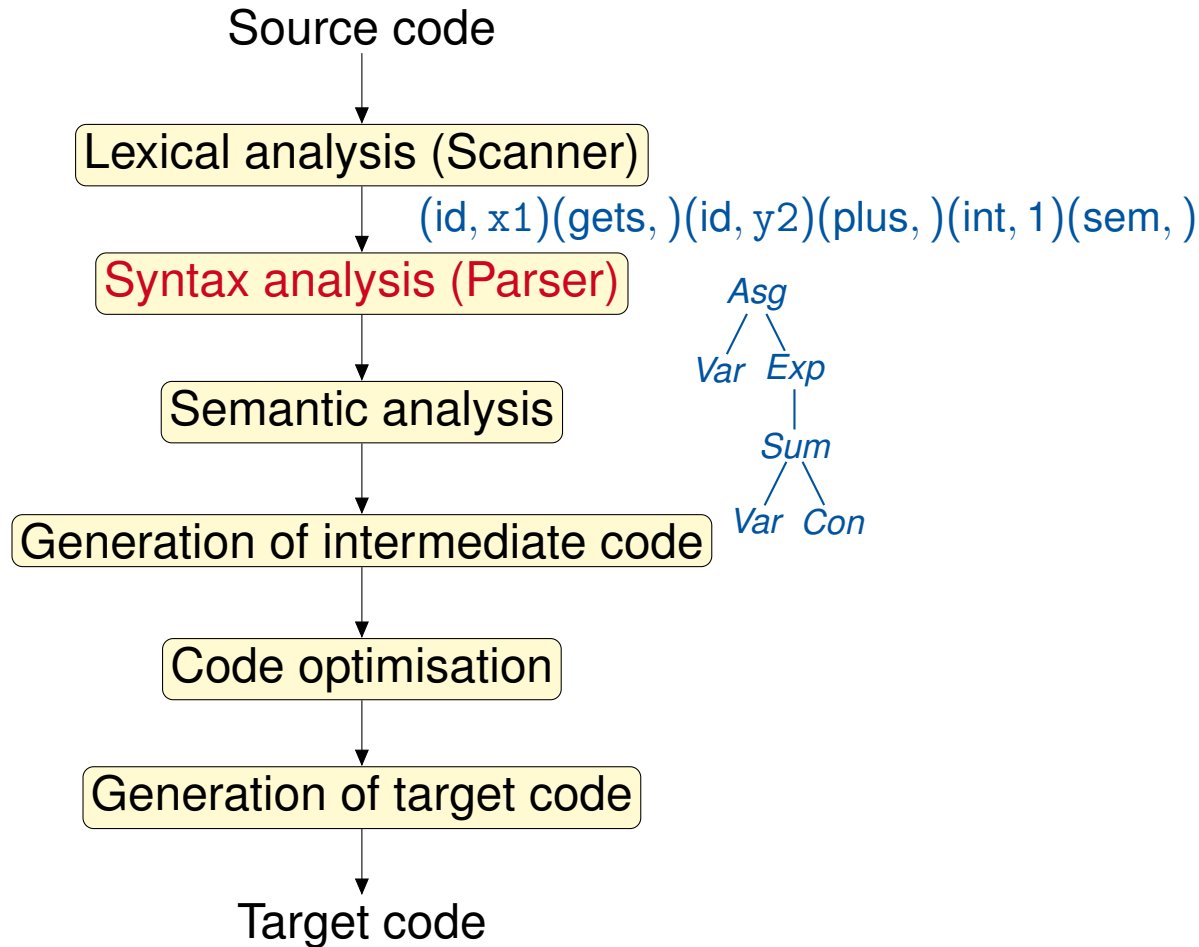 Source code
Lexical analysis (Scanner)
(id, x1)(gets, )(id, y2)(plus, )(int, 1)(sem, )
Syntax analysis (Parser)
Asg
Var Exp
Semantic analysis
Sum
Var Con
Generation of intermediate code
Code optimisation
Generation of target code
Target code